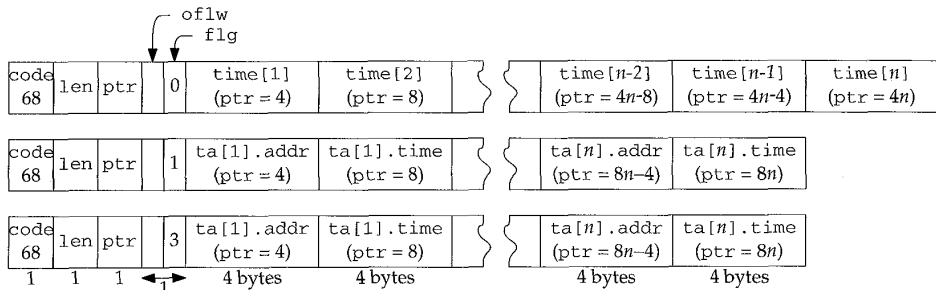 oflw
flg
code 68 len ptr 0 time[1] (ptr = 4) time[2] (ptr = 8) time[n-2] (ptr = 4n-8) time[n-1] (ptr = 4n-4) time[n] (ptr = 4n)
code 68 len ptr 1 ta[1].addr (ptr = 4) ta[1].time (ptr = 8) ta[n].addr (ptr = 8n–4) ta[n].time (ptr = 8n)
code 68 len ptr 3 ta[1].addr (ptr = 4) ta[1].time (ptr = 8) ta[n].addr (ptr = 8n–4) ta[n].time (ptr = 8n)
1 1 1 1 4 bytes 4 bytes 4 bytes 4 bytes